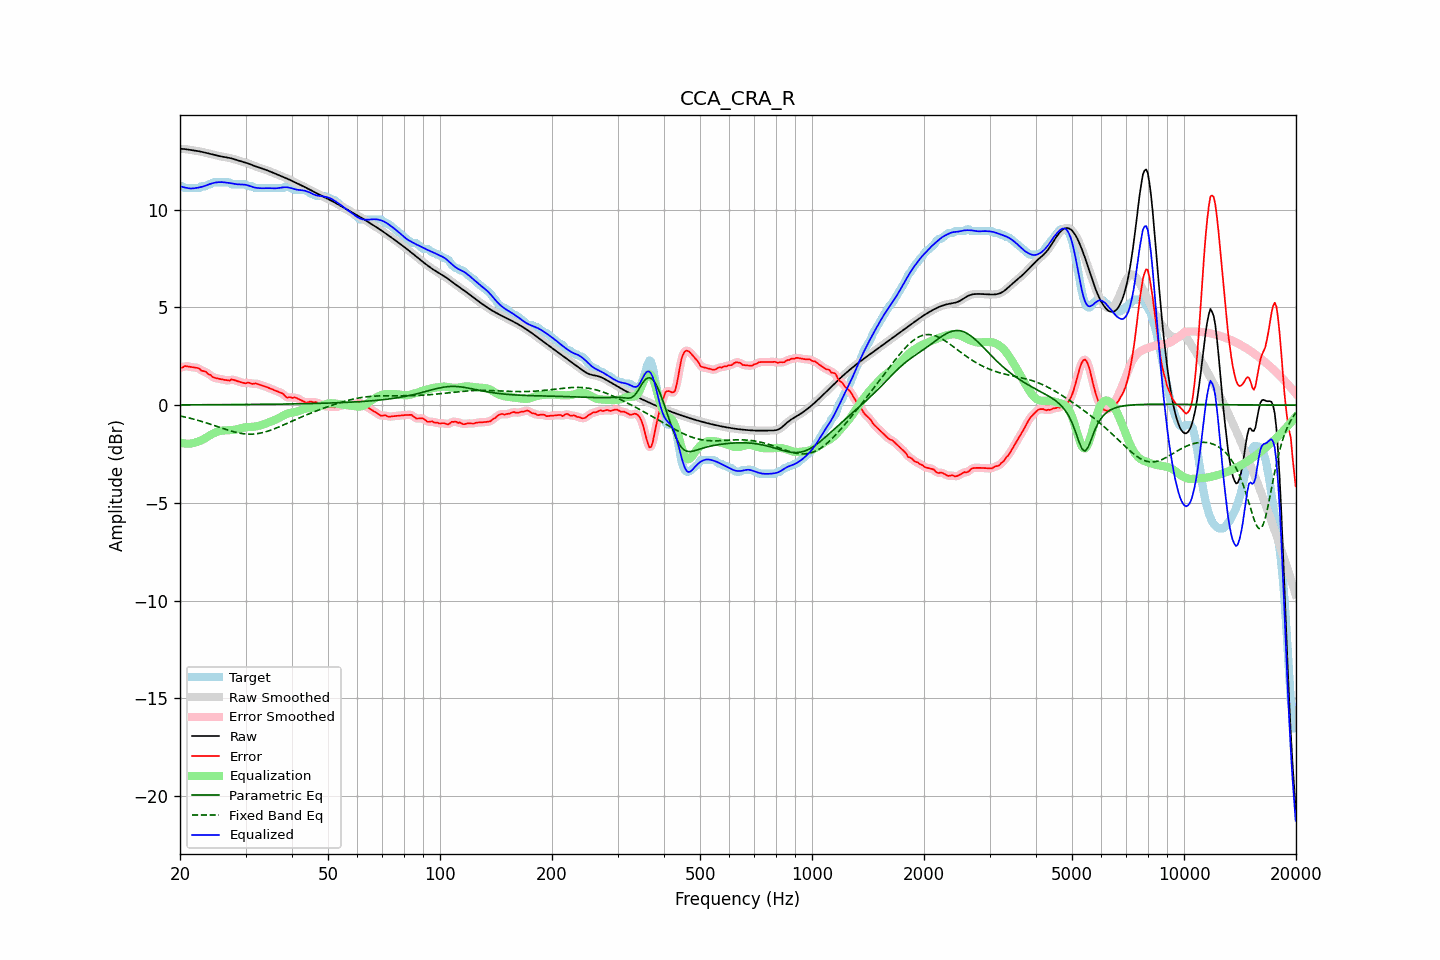 CCA_CRA_R
Amplitude (dBr)
10
5
0
−5
−10
−15
−20
Target
Raw Smoothed
Error Smoothed
Raw
Error
Equalization
Parametric Eq
Fixed Band Eq
Equalized
20 50 100 200 500 1000 2000 5000 10000 20000
Frequency (Hz)